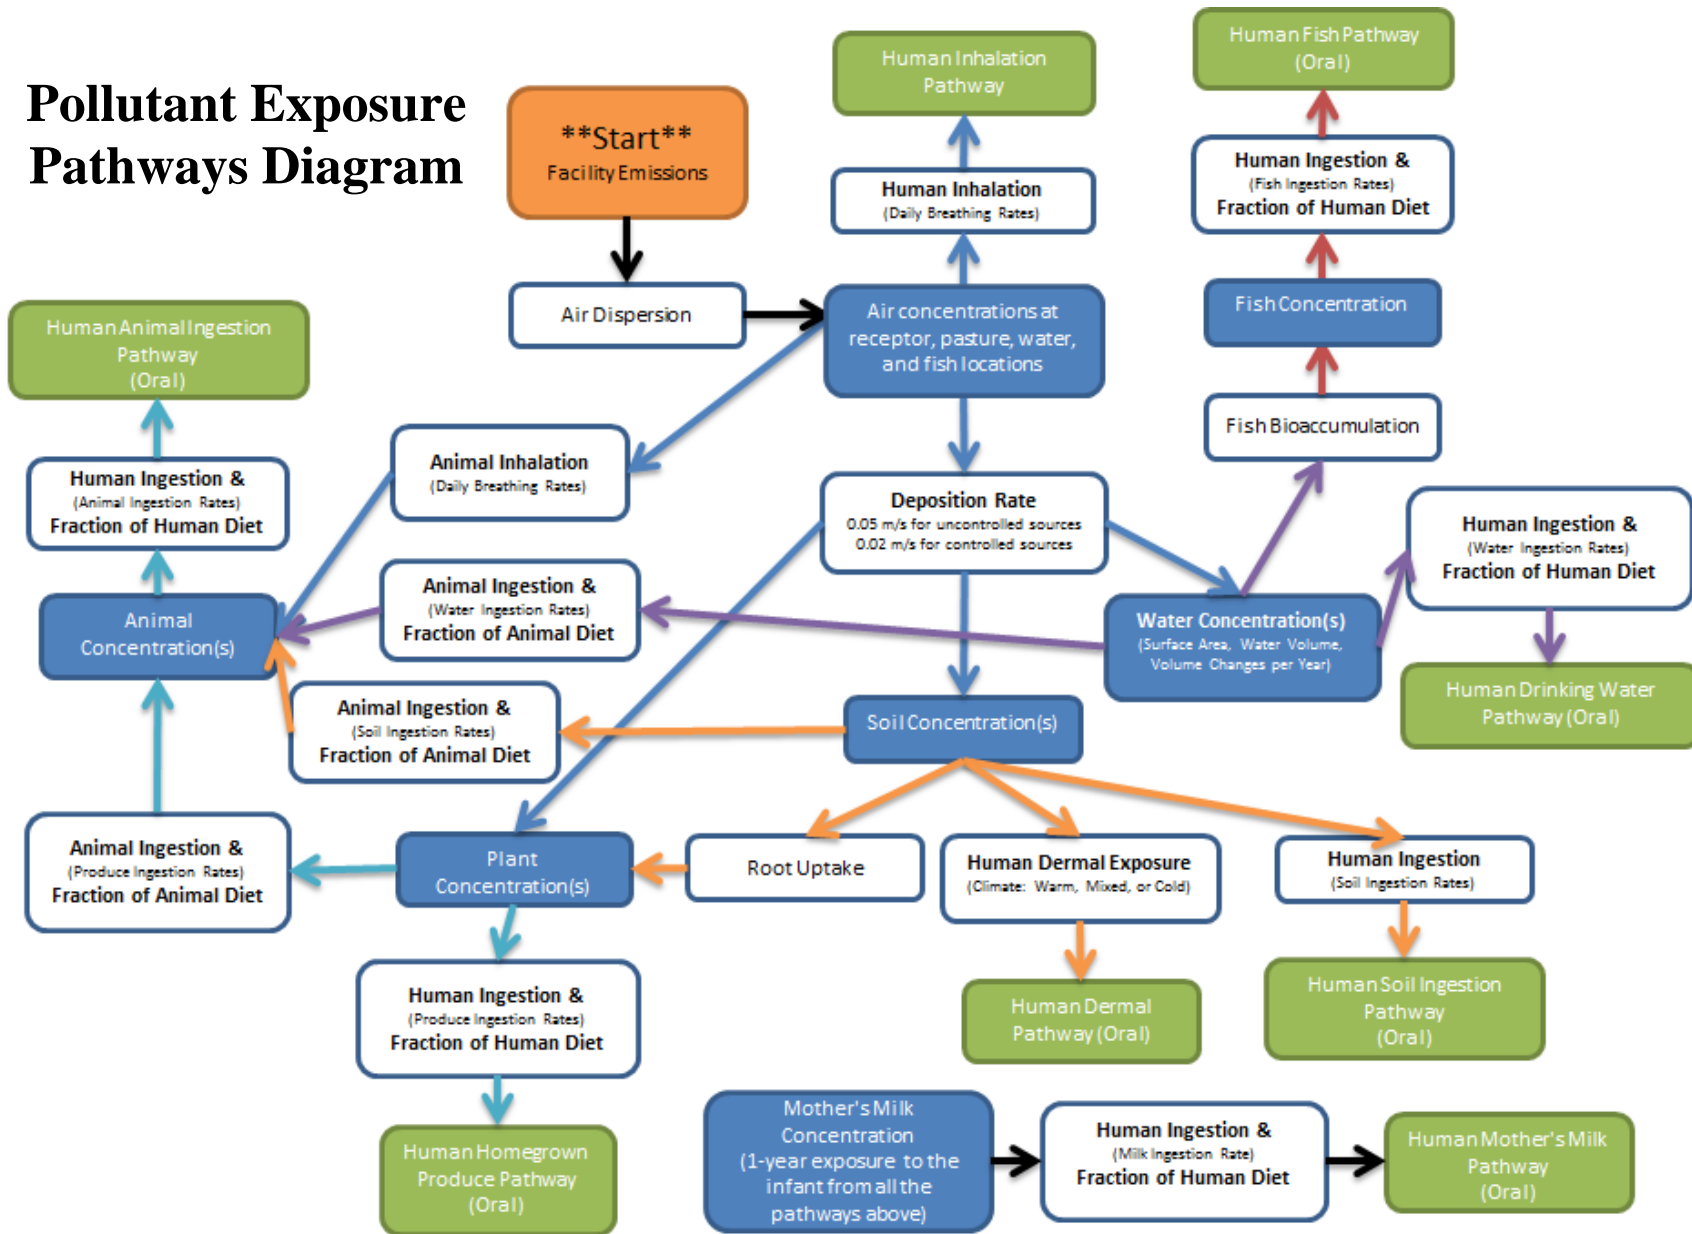 Pollutant Exposure
Pathways Diagram
**Start**
Facility Emissions
Human Inhalation
Pathway
Human Fish Pathway
(Oral)
Human Inhalation
(Daily Breathing Rates)
Human Ingestion &
(Fish Ingestion Rates)
Fraction of Human Diet
Air Dispersion
Air concentrations at
receptor, pasture, water,
and fish locations
Fish Concentration
Human Animal Ingestion
Pathway
(Oral)
Fish Bioaccumulation
Animal Inhalation
(Daily Breathing Rates)
Human Ingestion &
(Animal Ingestion Rates)
Fraction of Human Diet
Deposition Rate
0.05 m/s for uncontrolled sources
0.02 m/s for controlled sources
Human Ingestion &
(Water Ingestion Rates)
Fraction of Human Diet
Animal Ingestion &
(Water Ingestion Rates)
Fraction of Animal Diet
Animal
Concentration(s)
Water Concentration(s)
(Surface Area, Water Volume,
Volume Changes per Year)
Human Drinking Water
Pathway (Oral)
Animal Ingestion &
(Soil Ingestion Rates)
Fraction of Animal Diet
Soil Concentration(s)
Animal Ingestion &
(Produce Ingestion Rates)
Fraction of Animal Diet
Plant
Concentration(s)
Root Uptake
Human Dermal Exposure
(Climate: Warm, Mixed, or Cold)
Human Ingestion
(Soil Ingestion Rates)
Human Ingestion &
(Produce Ingestion Rates)
Fraction of Human Diet
Human Dermal
Pathway (Oral)
Human Soil Ingestion
Pathway
(Oral)
Human Homegrown
Produce Pathway
(Oral)
Mother's Milk
Concentration
(1-year exposure to the
infant from all the
pathways above)
Human Ingestion &
(Milk Ingestion Rate)
Fraction of Human Diet
Human Mother's Milk
Pathway
(Oral)